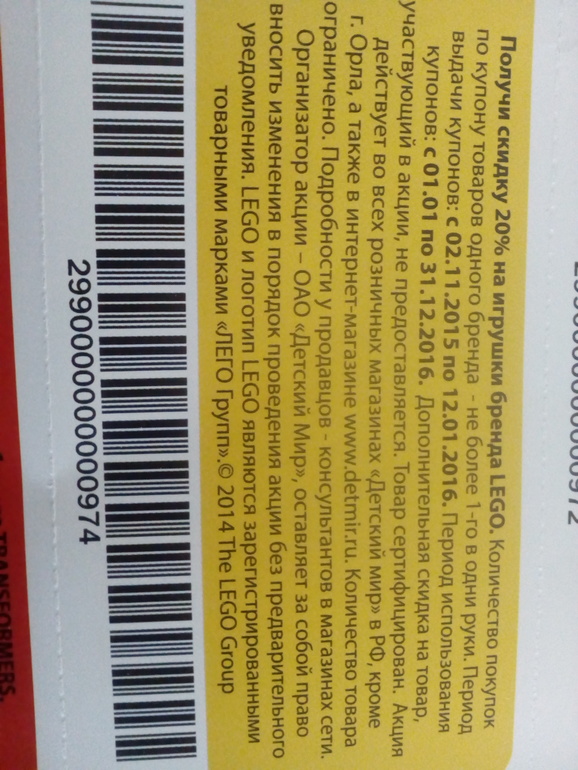 Получи скидку 20% на игрушки бренда LEGO. Количество покупок
по купону товаров одного бренда - не более 1-го в одни руки. Период
выдачи купонов: с 02.11.2015 по 12.01.2016. Период использования
купонов: с 01.01 по 31.12.2016. Дополнительная скидка на товар,
участвующий в акции, не предоставляется. Товар сертифицирован. Акция
действует во всех розничных магазинах «Детский мир» в РФ, кроме
г. Орла, а также в интернет-магазине www.detmir.ru. Количество товара
ограничено. Подробности у продавцов - консультантов в магазинах сети.
Организатор акции – ОАО «Детский Мир», оставляет за собой право
вносить изменения в порядок проведения акции без предварительного
уведомления. LEGO и логотип LEGO являются зарегистрированными
товарными марками «ЛЕГО Групп».© 2014 The LEGO Group
2990000000000974
TRANSFORMERS.